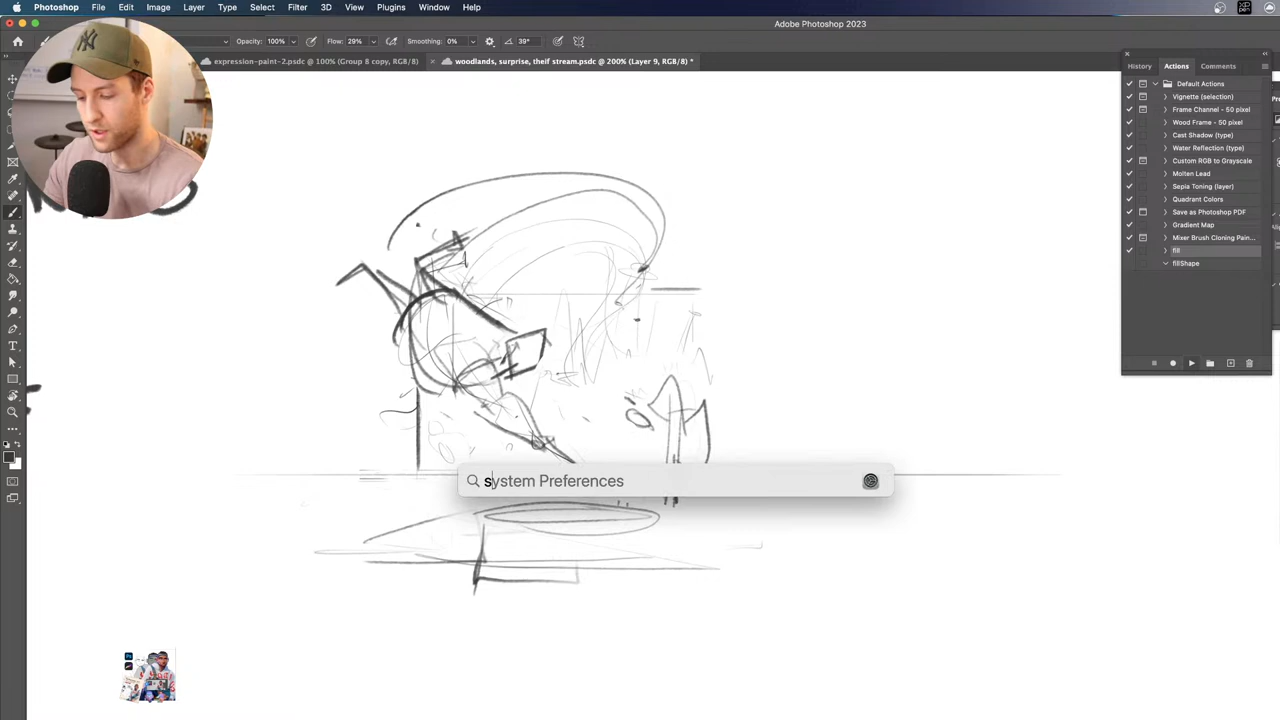 Photoshop File Edit Image Layer Type Select Filter 3D View Plugins Window Help
Adobe Photoshop 2023
Opacity: 100% Flow: 29% Smoothing: 0% 39°
expression-paint-2.psdc @ 100% (Group 8 copy, RGB/8) woodlands, surprise, theif stream.psdc @ 200% (Layer 9, RGB/8) *
History Actions Comments
Default Actions
Vignette (selection)
Frame Channel - 50 pixel
Wood Frame - 50 pixel
Cast Shadow (type)
Water Reflection (type)
Custom RGB to Grayscale
Molten Lead
Sepia Toning (layer)
Quadrant Colors
Save as Photoshop PDF
Gradient Map
Mixer Brush Cloning Pain...
fill
fillShape
system Preferences